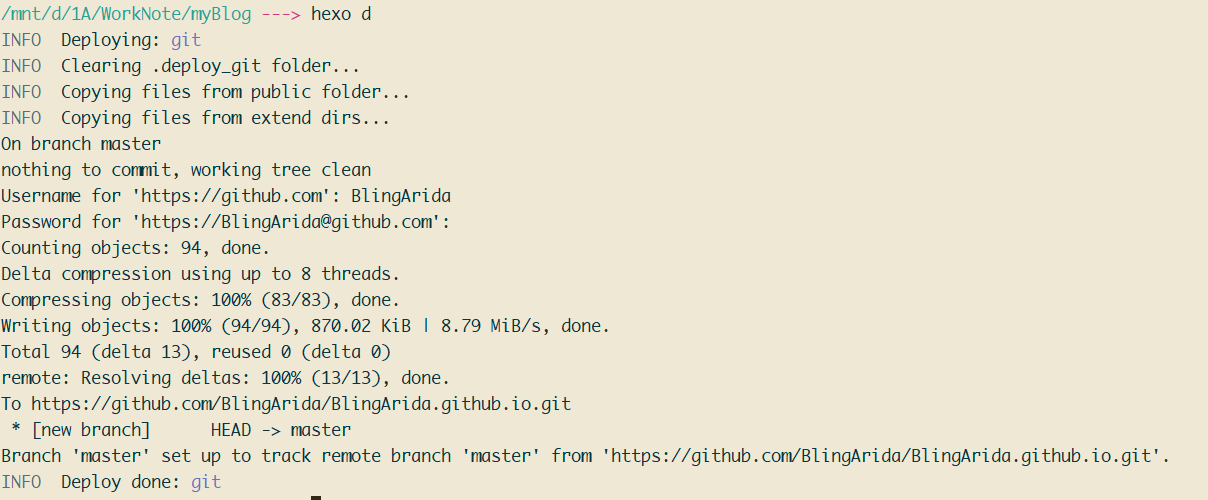 /mnt/d/1A/WorkNote/myBlog ---> hexo d
INFO  Deploying: git
INFO  Clearing .deploy_git folder...
INFO  Copying files from public folder...
INFO  Copying files from extend dirs...
On branch master
nothing to commit, working tree clean
Username for 'https://github.com': BlingArida
Password for 'https://BlingArida@github.com':
Counting objects: 94, done.
Delta compression using up to 8 threads.
Compressing objects: 100% (83/83), done.
Writing objects: 100% (94/94), 870.02 KiB | 8.79 MiB/s, done.
Total 94 (delta 13), reused 0 (delta 0)
remote: Resolving deltas: 100% (13/13), done.
To https://github.com/BlingArida/BlingArida.github.io.git
 * [new branch]      HEAD -> master
Branch 'master' set up to track remote branch 'master' from 'https://github.com/BlingArida/BlingArida.github.io.git'.
INFO  Deploy done: git